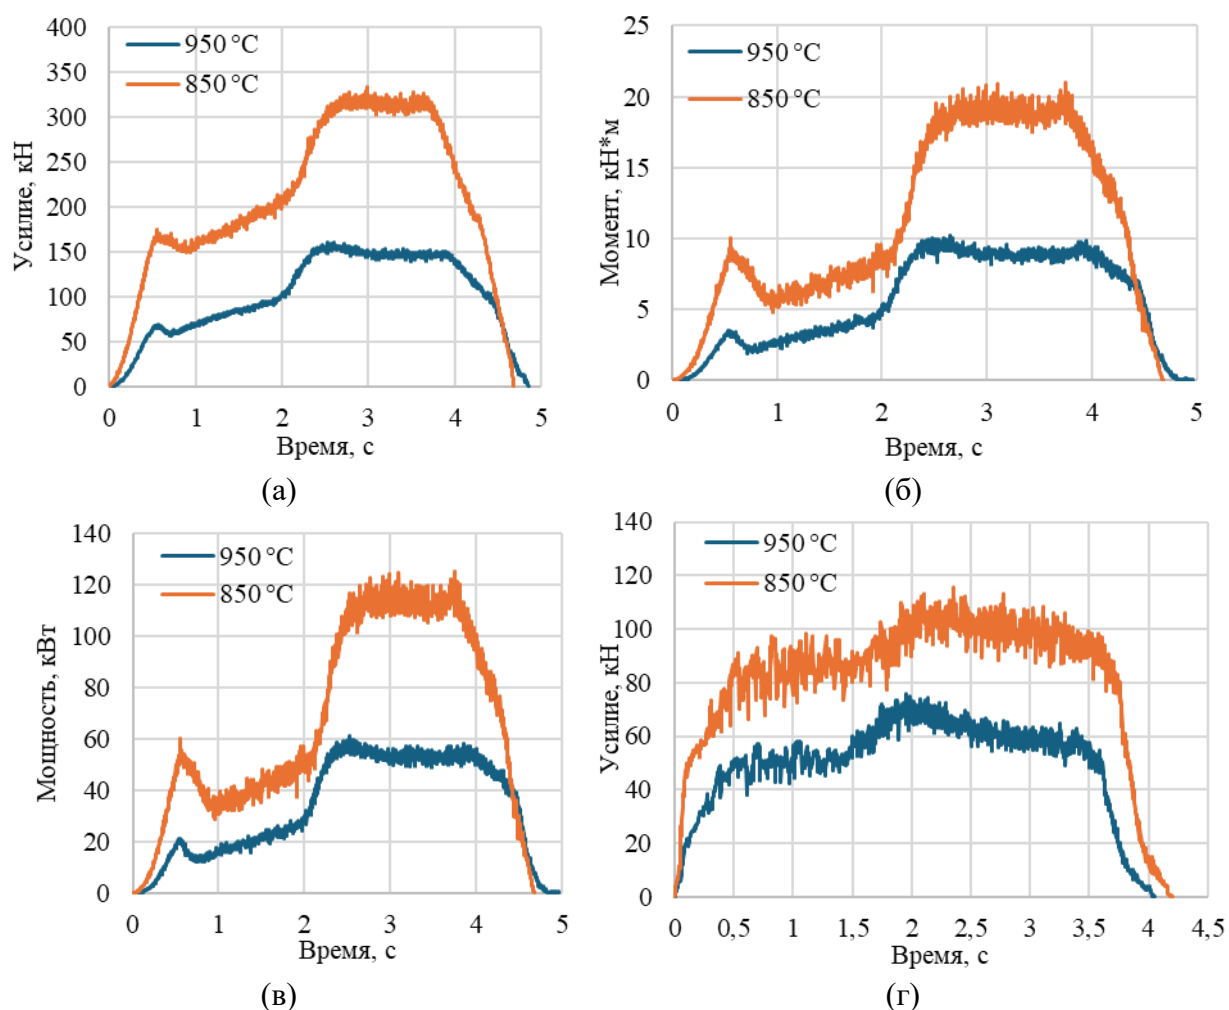 400
350
300
250
200
150
100
50
0
Усилие, кН
950 °C
850 °C
0 1 2 3 4 5
Время, с
(а)
25
20
15
10
5
0
Момент, кН*м
950 °C
850 °C
0 1 2 3 4 5
Время, с
(б)
140
120
100
80
60
40
20
0
Мощность, кВт
950 °C
850 °C
0 1 2 3 4 5
Время, с
(в)
140
120
100
80
60
40
20
0
Усилие, кН
950 °C
850 °C
0 0,5 1 1,5 2 2,5 3 3,5 4 4,5
Время, с
(г)